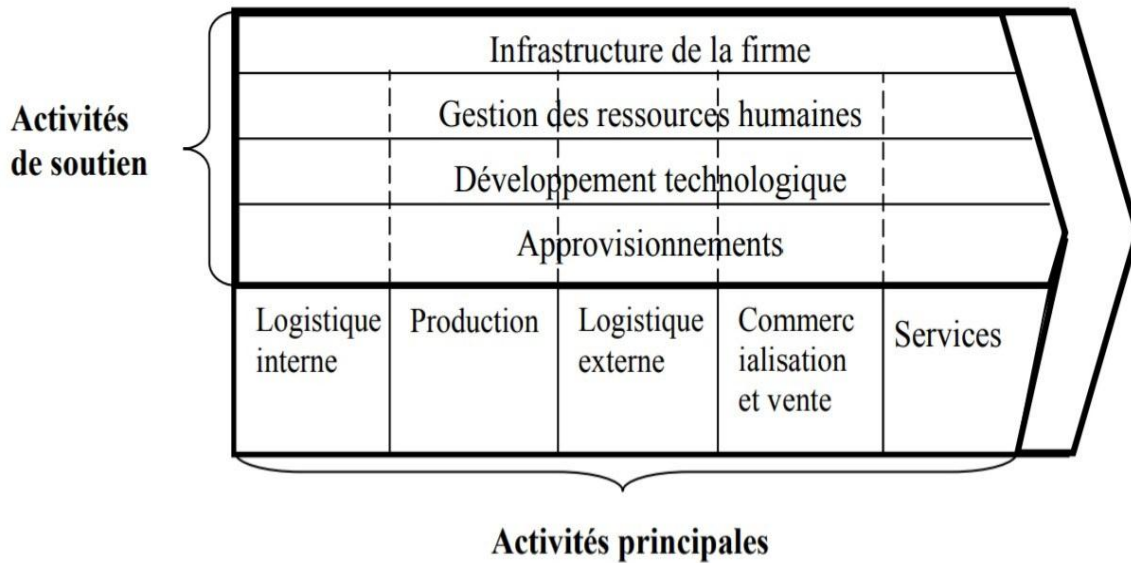 Infrastructure de la firme
Activités
de soutien
Gestion des ressources humaines
Développement technologique
Approvisionnements
Logistique
interne
Production
Logistique
externe
Commerc
ialisation
et vente
Services
Activités principales